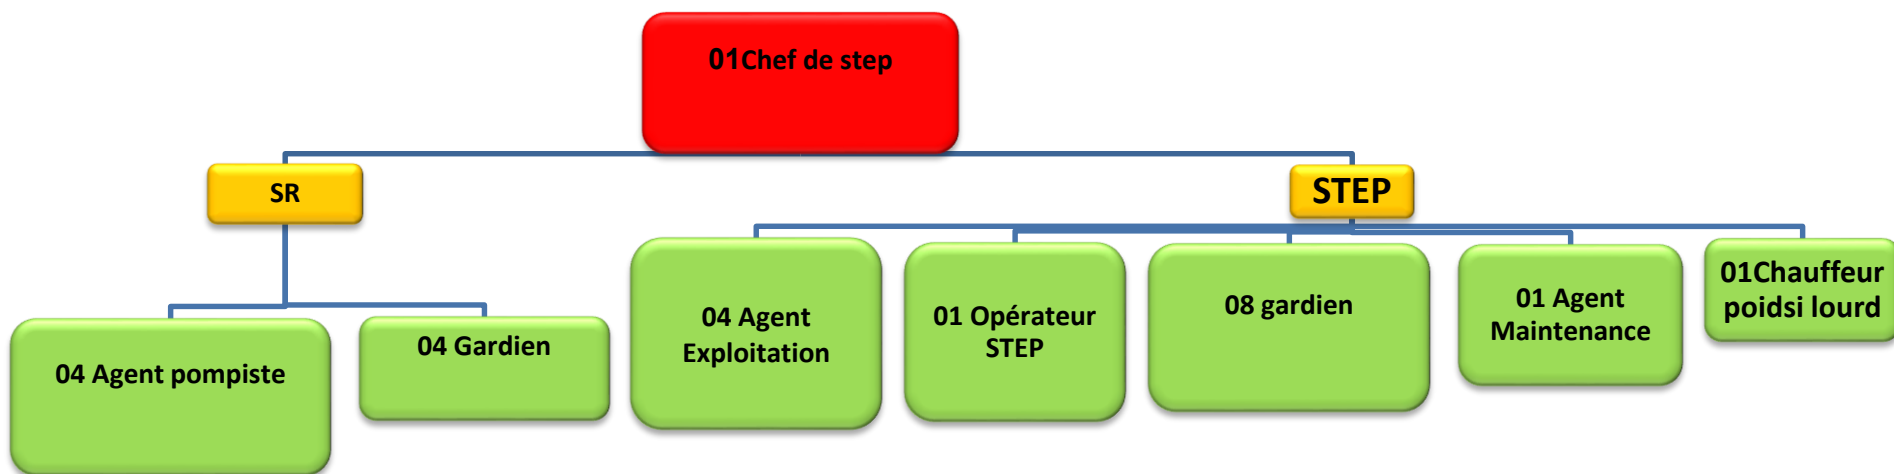 01Chef de step
SR
STEP
04 Agent pompiste
04 Gardien
04 Agent
Exploitation
01 Opérateur
STEP
08 gardien
01 Agent
Maintenance
01Chauffeur
poidsi lourd